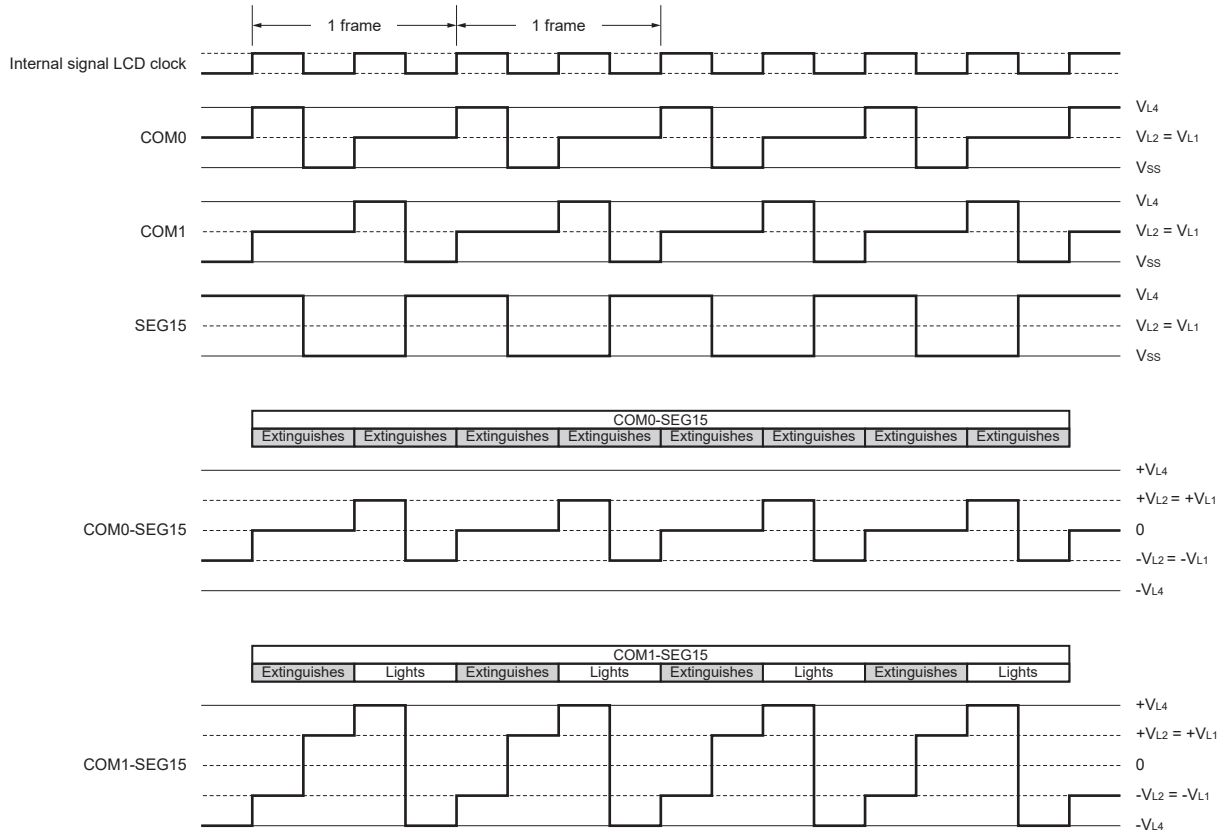 1 frame 1 frame
Internal signal LCD clock
VL4
COM0 VL2 = VL1
VSS
VL4
COM1 VL2 = VL1
VSS
VL4
SEG15 VL2 = VL1
VSS
COM0-SEG15
Extinguishes Extinguishes Extinguishes Extinguishes Extinguishes Extinguishes Extinguishes Extinguishes
+VL4
+VL2 = +VL1
COM0-SEG15 0
-VL2 = -VL1
-VL4
COM1-SEG15
Extinguishes Lights Extinguishes Lights Extinguishes Lights Extinguishes Lights
+VL4
+VL2 = +VL1
COM1-SEG15 0
-VL2 = -VL1
-VL4